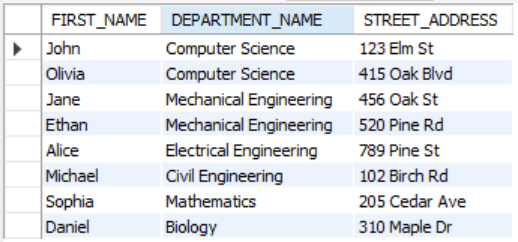 FIRST_NAME DEPARTMENT_NAME STREET_ADDRESS
John Computer Science 123 Elm St
Olivia Computer Science 415 Oak Blvd
Jane Mechanical Engineering 456 Oak St
Ethan Mechanical Engineering 520 Pine Rd
Alice Electrical Engineering 789 Pine St
Michael Civil Engineering 102 Birch Rd
Sophia Mathematics 205 Cedar Ave
Daniel Biology 310 Maple Dr